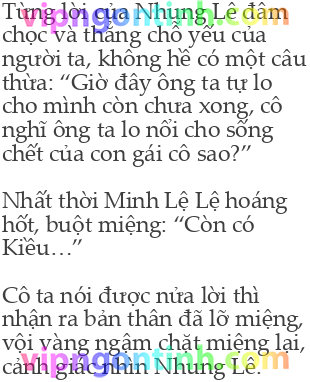 Từng lời của Nhung Lê đâm
chọc và thẳng chỗ yếu của
người ta, không hề có một câu
thừa: “Giờ đây ông ta tự lo
cho mình còn chưa xong, cô
nghĩ ông ta lo nổi cho sống
chết của con gái cô sao?”
Nhất thời Minh Lệ Lệ hoáng
hốt, buột miệng: “Còn có
Kiều…”
Cô ta nói được nửa lời thì
nhận ra bản thân đã lỡ miệng,
vội vàng ngậm chặt miệng lại,
cảnh giác nhìn Nhung Lê.
vipngontinh.com
vipngontinh.com